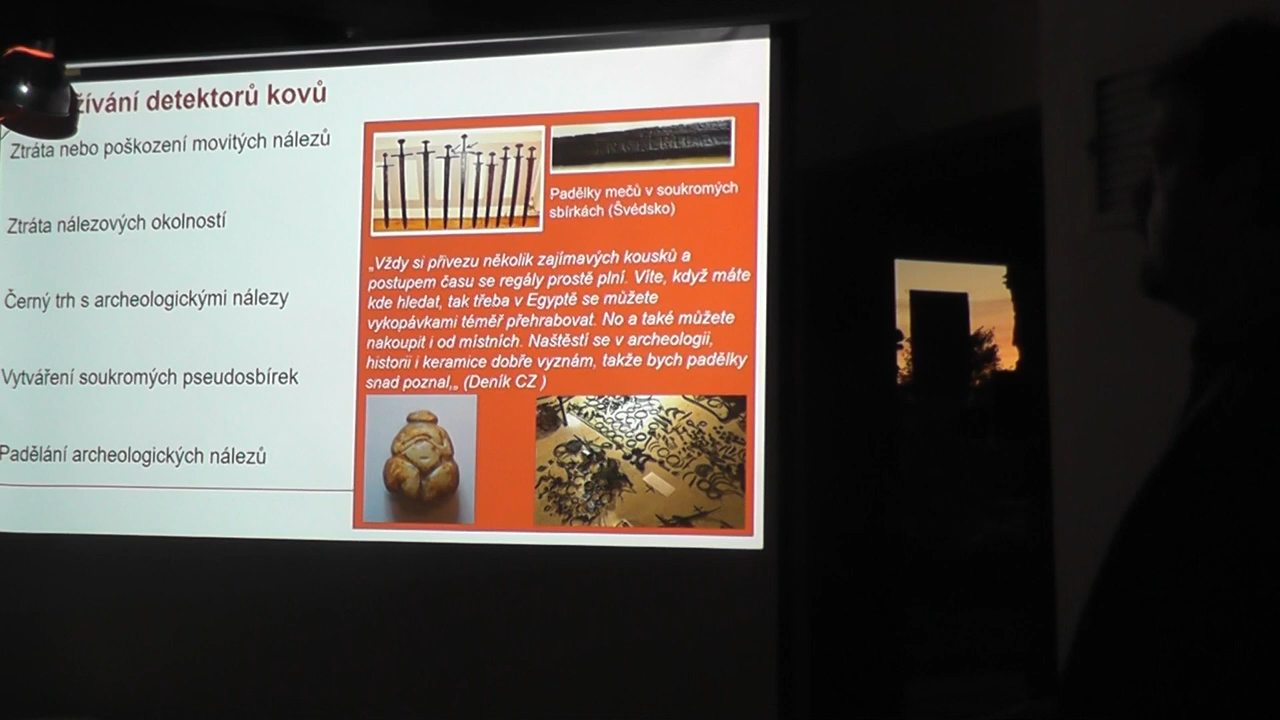 detektorů kovů
Ztráta nebo poškození movitých nálezů
Ztráta nálezových okolností
Černý trh s archeologickými nálezy
Vytváření soukromých pseudosbírek
Padělání archeologických nálezů
Padělky mečů v soukromých
sbírkách (Švédsko)
„Vždy si přivezu několik zajímavých kousků a
postupem času se regály prostě plní. Víte, když máte
kde hledat, tak třeba v Egyptě se můžete
vykopávkami téměř přehrabovat. No a také můžete
nakoupit i od místních. Naštěstí se v archeologii,
historii i keramice dobře vyznám, takže bych padělky
snad poznal,„ (Deník CZ )